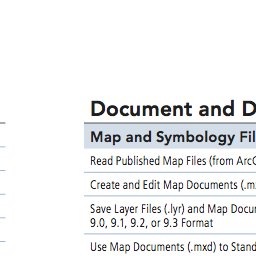 Document and D
Map and Symbology Fil
Read Published Map Files (from Arc
Create and Edit Map Documents (.m
Save Layer Files (.lyr) and Map Docu
9.0, 9.1, 9.2, or 9.3 Format
Use Map Documents (.mxd) to Stand